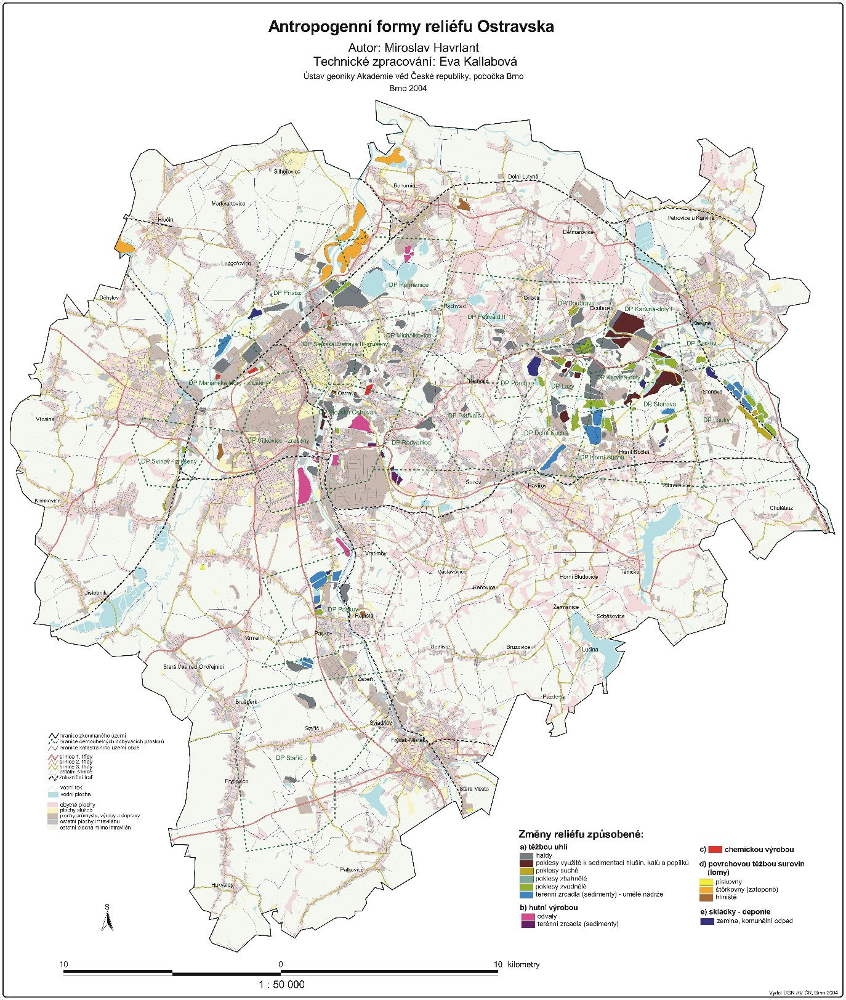 Antropogenní formy reliéfu Ostravska
Autor: Miroslav Havrlant
Technické zpracování: Eva Kallabová
Ústav geoniky Akademie věd České republiky, pobočka Brno
Brno 2004
Šilheřovice
Bohumín
Dolní Lutyně
Markvartovice
Hlučín
Petrovice u Karviné
Dětmarovice
Ludgeřovice
DP Přívoz
DP Heřmanice
Děhylov
Rychvald
Orlová
DP Doubrava
Doubrava
DP Karviná-doly I
DP Petřvald II
Karviná
DP Michálkovice
DP Slezská Ostrava III-zrušený
DP Darkov
DP Mariánské Hory - zrušený
Petřvald
DP Poruba
DP Lazy
DP Karviná-doly II
Ostrava
Stonava
DP Slezská Ostrava I
DP Stonava
Vřesina
DP Petřvald I
DP Louky
DP Dolní Suchá
DP Vítkovice - zrušený
DP Radvanice
DP Svinov - zrušený
Horní Suchá
DP Horní Suchá
Šenov
Havířov
Albrechtice
Klimkovice
Chotěbuz
Vratimov
Václavovice
Těrlicko
Horní Bludovice
Kaňovice
Jistebník
DP Paskov
Řepiště
Žermanice
Soběšovice
Paskov
Krmelín
Sedliště
Bruzovice
Lučina
Stará Ves nad Ondřejnicí
Žabeň
Pazderna
Brušperk
Sviadnov
Staříč
Frýdek-Místek
DP Staříč
Fryčovice
Staré Město
Palkovice
Hukvaldy
hranice zkoumaného území
hranice černouhelných dobývacích prostorů
hranice katastrálního území obce
silnice 1. třídy
silnice 2. třídy
silnice 3. třídy
ostatní silnice
železniční trať
vodní tok
vodní plocha
obytné plochy
plochy služeb
plochy průmyslu, výroby a dopravy
ostatní plochy intravilánu
ostatní plocha mimo intravilán
Změny reliéfu způsobené:
a) těžbou uhlí
haldy
poklesy využité k sedimentaci hlušin, kalů a popílků
poklesy suché
poklesy zbahnělé
poklesy zvodnělé
terénní zrcadla (sedimenty) - umělé nádrže
b) hutní výrobou
odvaly
terénní zrcadla (sedimenty)
c) chemickou výrobou
d) povrchovou těžbou surovin
(lomy)
pískovny
štěrkovny (zatopené)
hliniště
e) skládky - deponie
zemina, komunální odpad
S
10 0 10 kilometry
1 : 50 000
Vydal ÚGN AV ČR, Brno 2004